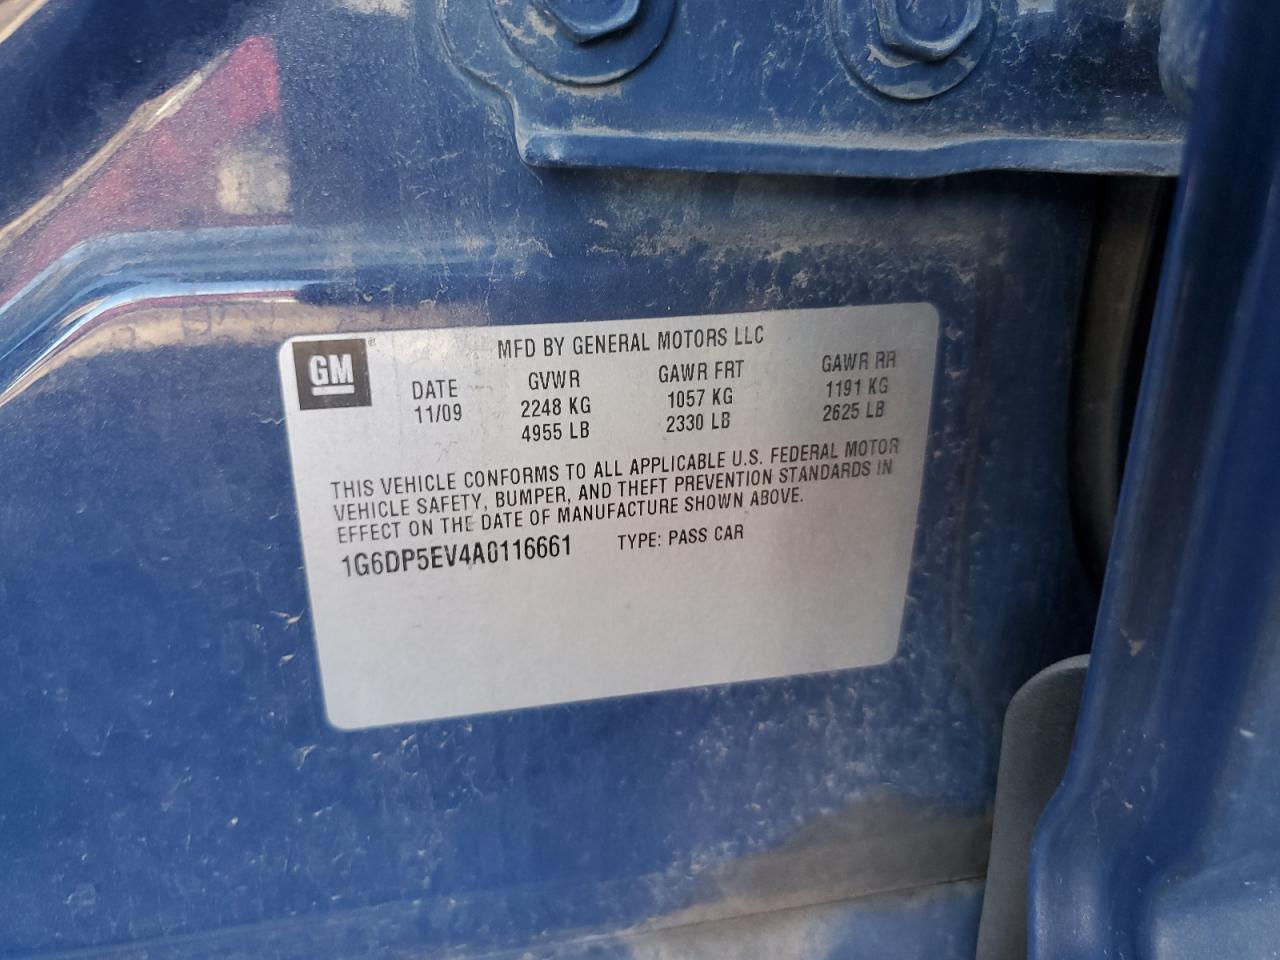 GM
MFD BY GENERAL MOTORS LLC
DATE GVWR GAWR FRT GAWR RR
11/09 2248 KG 1057 KG 1191 KG
4955 LB 2330 LB 2625 LB
THIS VEHICLE CONFORMS TO ALL APPLICABLE U.S. FEDERAL MOTOR
VEHICLE SAFETY, BUMPER, AND THEFT PREVENTION STANDARDS IN
EFFECT ON THE DATE OF MANUFACTURE SHOWN ABOVE.
1G6DP5EV4A0116661 TYPE: PASS CAR